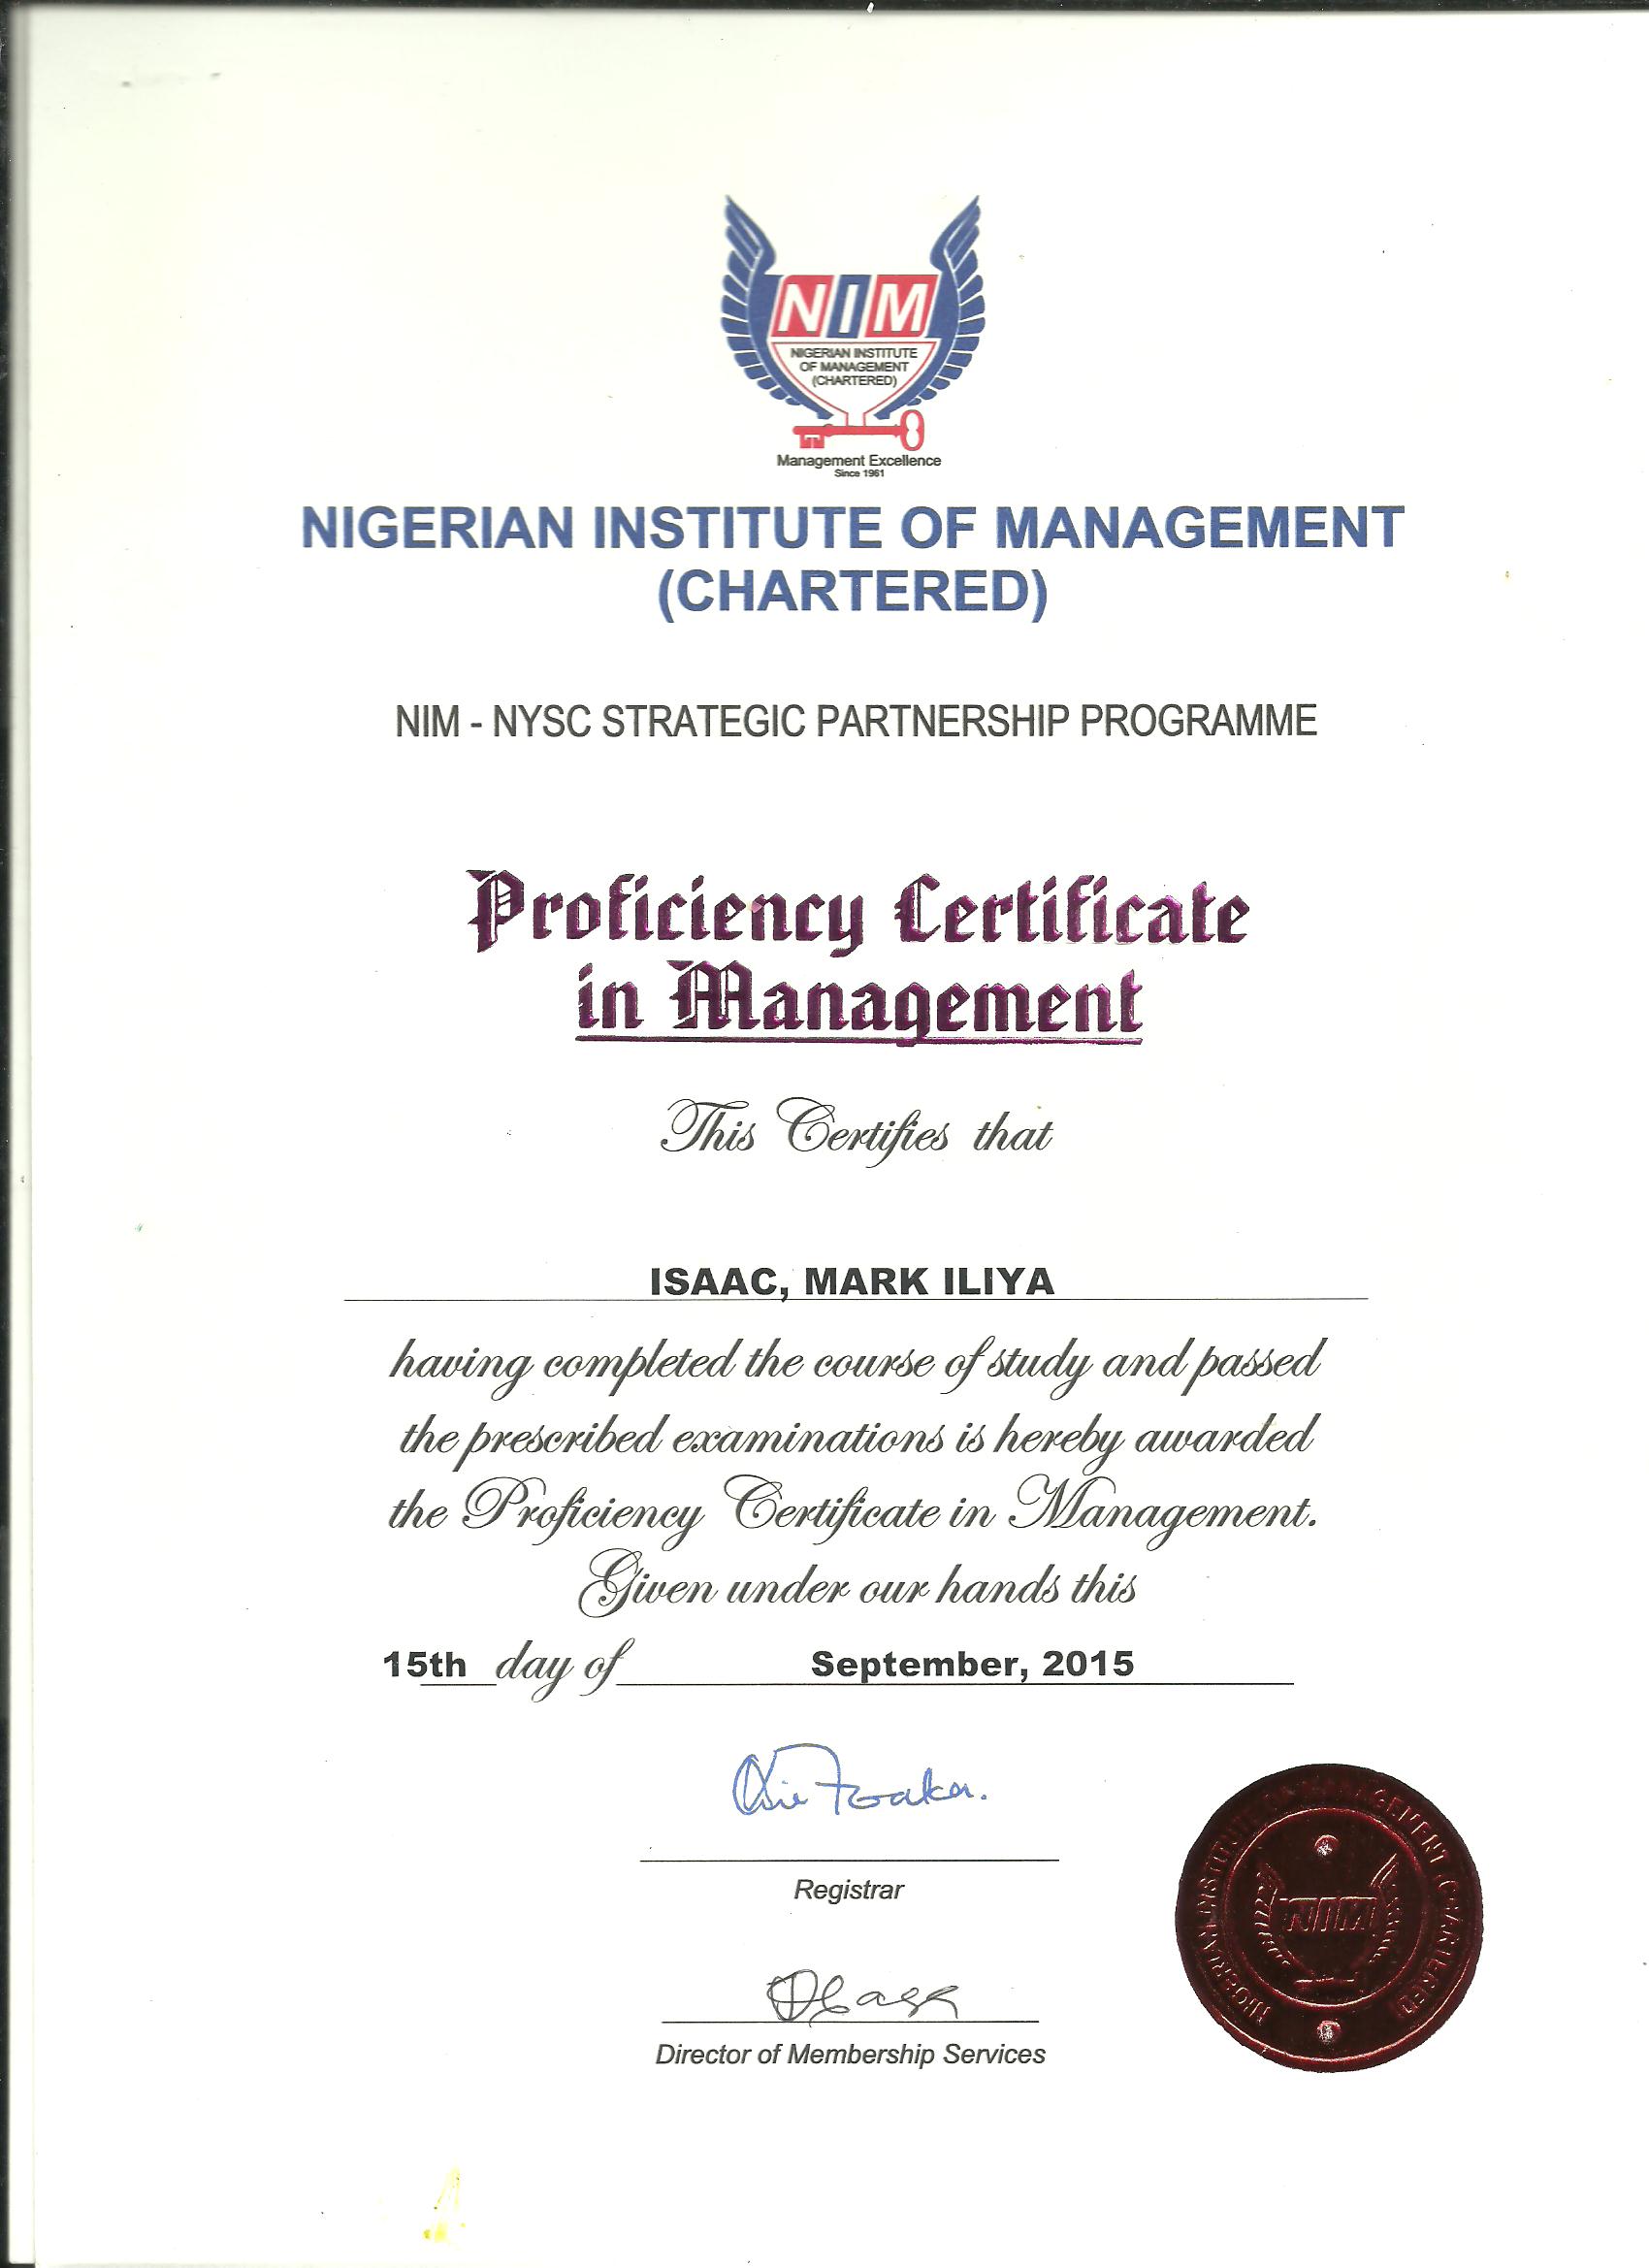 NIM
NIGERIAN INSTITUTE
OF MANAGEMENT
(CHARTERED)
Management Excellence
Since 1961
NIGERIAN INSTITUTE OF MANAGEMENT
(CHARTERED)
NIM - NYSC STRATEGIC PARTNERSHIP PROGRAMME
Proficiency Certificate
in Management
This Certifies that
ISAAC, MARK ILIYA
having completed the course of study and passed
the prescribed examinations is hereby awarded
the Proficiency Certificate in Management.
Given under our hands this
15th day of September, 2015
Registrar
Director of Membership Services
NIGERIAN INSTITUTE OF MANAGEMENT (CHARTERED)
NIM